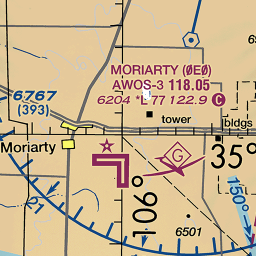 MORIARTY (ØEØ)
AWOS-3 118.05
6204 *L 77 122.9 C
6767
(393)
tower
bldgs
Moriarty
G
35°
106°
150°
21
6501